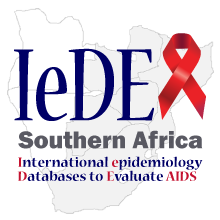 IeDEA
Southern Africa
International epidemiology
Databases to Evaluate AIDS